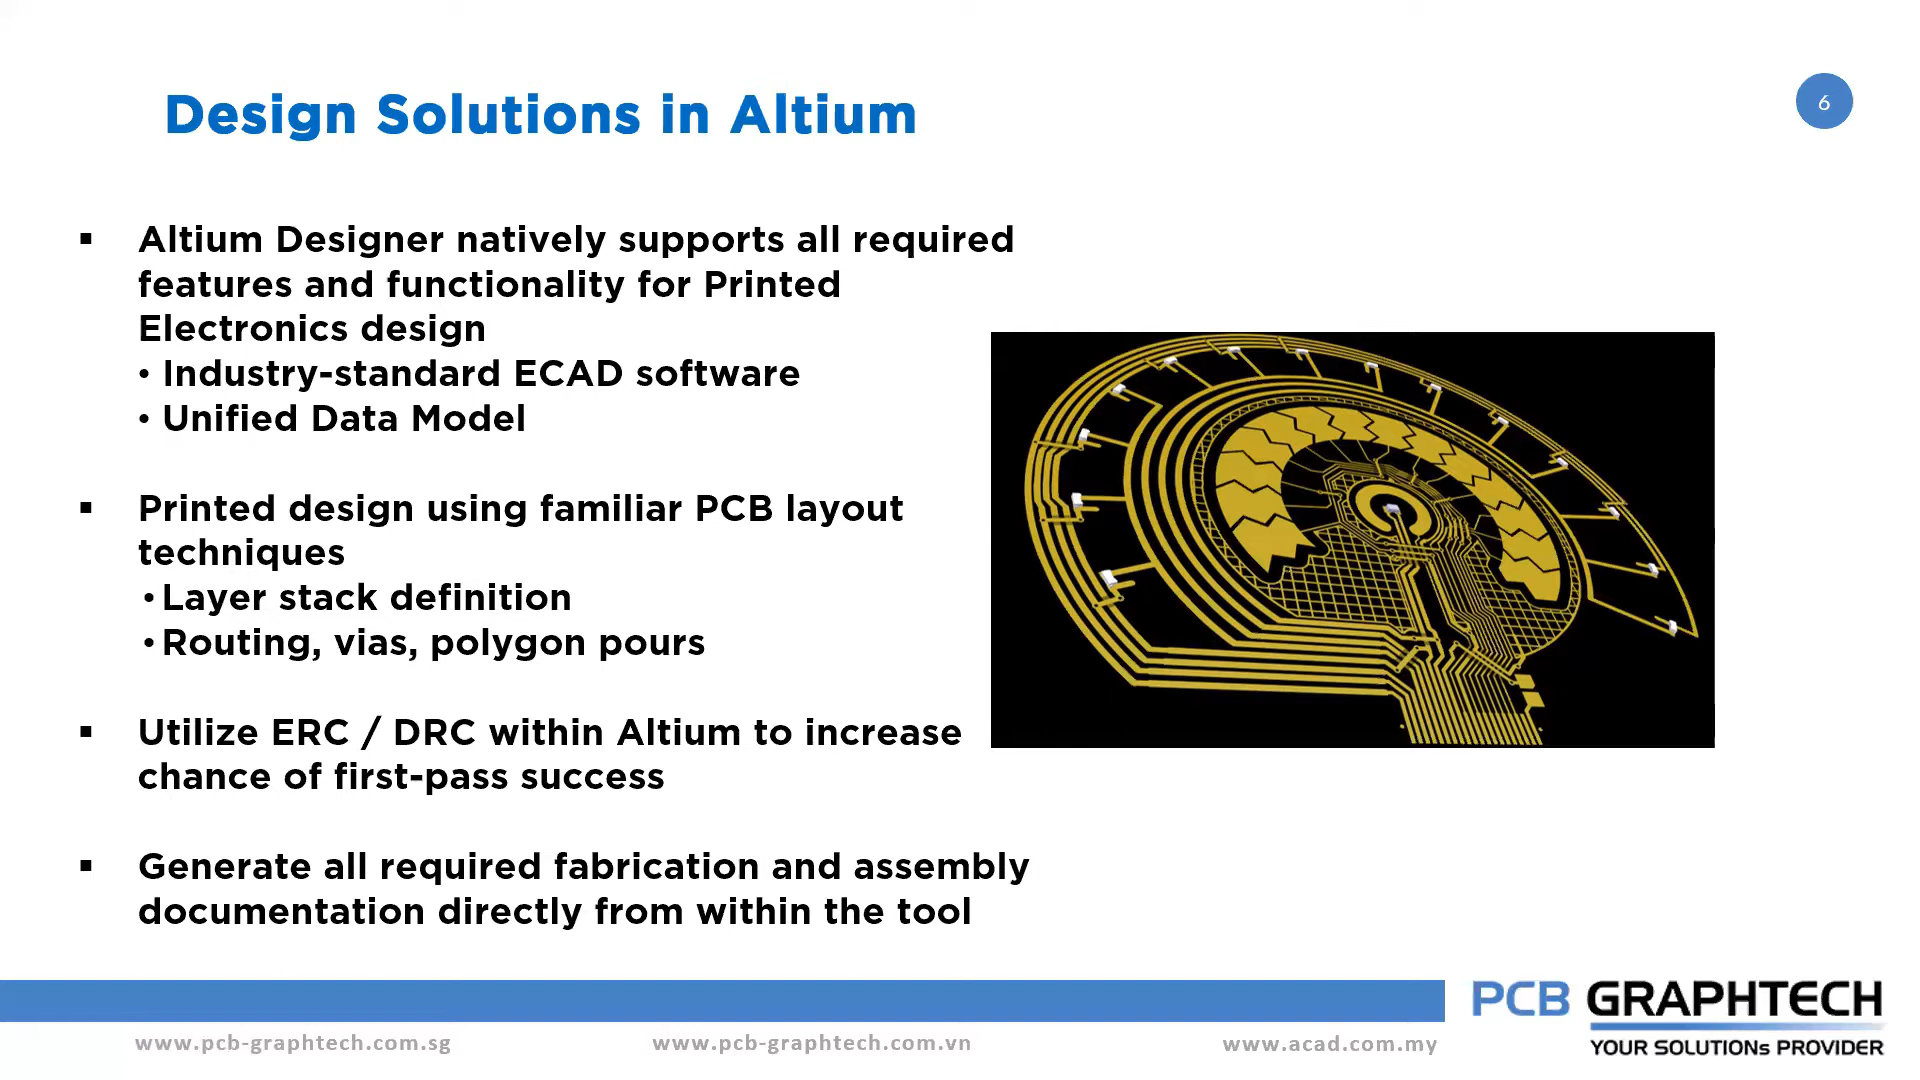 Design Solutions in Altium
6
▪ Altium Designer natively supports all required
features and functionality for Printed
Electronics design
• Industry-standard ECAD software
• Unified Data Model
▪ Printed design using familiar PCB layout
techniques
• Layer stack definition
• Routing, vias, polygon pours
▪ Utilize ERC / DRC within Altium to increase
chance of first-pass success
▪ Generate all required fabrication and assembly
documentation directly from within the tool
PCB GRAPHTECH
YOUR SOLUTIONs PROVIDER
www.pcb-graphtech.com.sg
www.pcb-graphtech.com.vn
www.acad.com.my